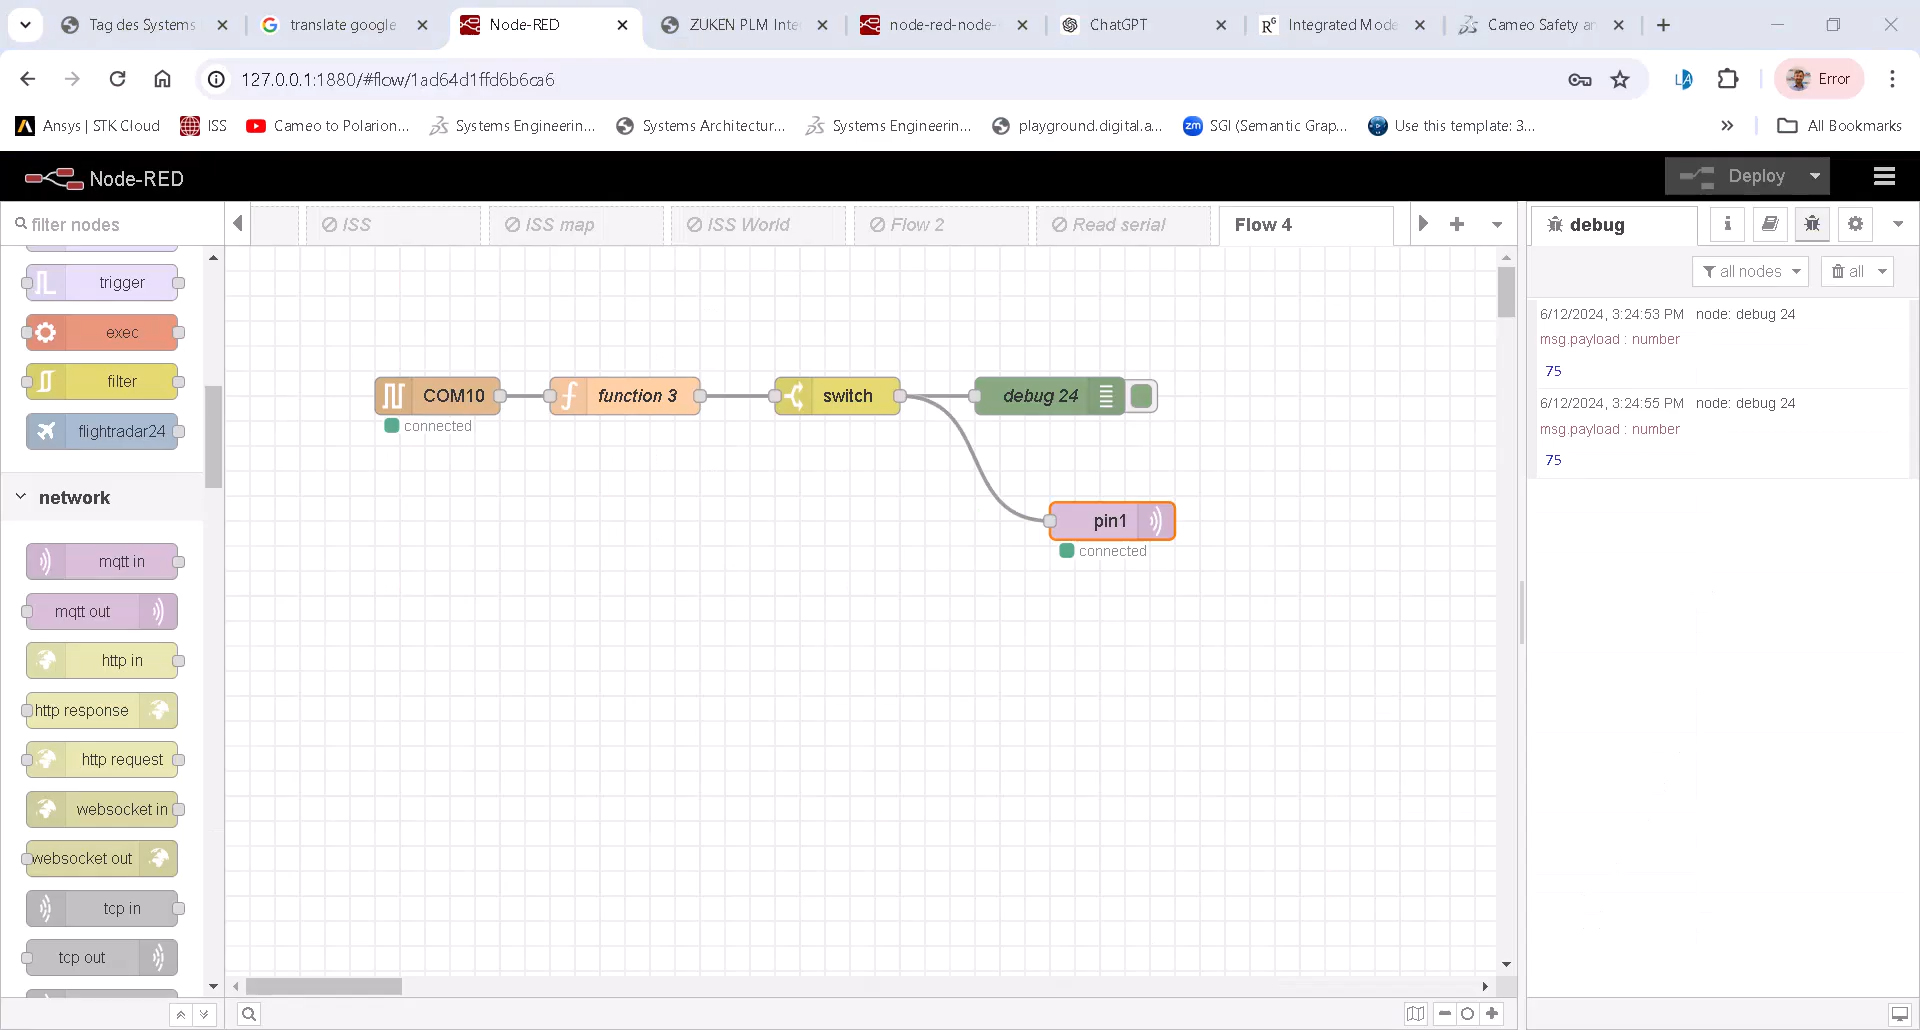 Tag des Systems
translate google
Node-RED
ZUKEN PLM Inte
node-red-node-
ChatGPT
Integrated Mode
Cameo Safety an
127.0.0.1:1880/#flow/1ad64d1ffd6b6ca6
Error
Ansys | STK Cloud
ISS
Cameo to Polarion...
Systems Engineerin...
Systems Architectur...
Systems Engineerin...
playground.digital.a...
zm
SGI (Semantic Grap...
Use this template: 3...
All Bookmarks
Node-RED
Deploy
filter nodes
ISS
ISS map
ISS World
Flow 2
Read serial
Flow 4
debug
all nodes
all
trigger
exec
filter
flightradar24
network
mqtt in
mqtt out
http in
http response
http request
websocket in
websocket out
tcp in
tcp out
COM10
connected
function 3
switch
debug 24
pin1
connected
6/12/2024, 3:24:53 PM node: debug 24
msg.payload : number
75
6/12/2024, 3:24:55 PM node: debug 24
msg.payload : number
75